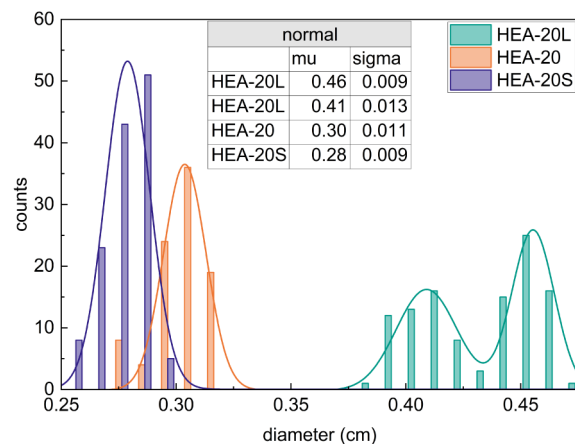 normal
mu sigma
HEA-20L 0.46 0.009
HEA-20L 0.41 0.013
HEA-20 0.30 0.011
HEA-20S 0.28 0.009
HEA-20L
HEA-20
HEA-20S
60
50
40
30
20
10
0
counts
0.25 0.30 0.35 0.40 0.45
diameter (cm)